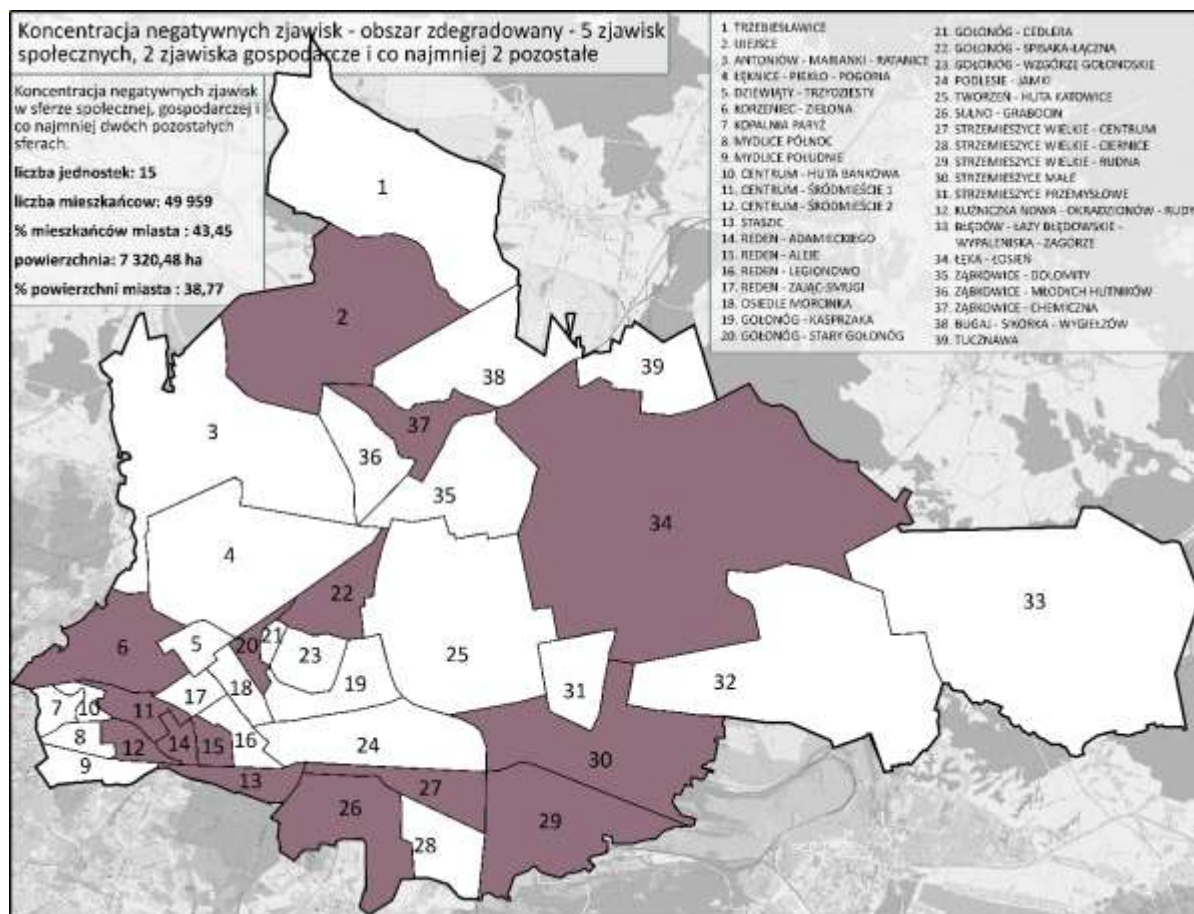 Koncentracja negatywnych zjawisk - obszar zdegradowany - 5 zjawisk
społecznych, 2 zjawiska gospodarcze i co najmniej 2 pozostałe
Koncentracja negatywnych zjawisk
w sferze społecznej, gospodarczej i
co najmniej dwóch pozostałych
sferach.
liczba jednostek: 15
liczba mieszkańcow: 49 959
% mieszkańców miasta : 43,45
powierzchnia: 7 320,48 ha
% powierzchni miasta : 38,77
1 TRZEBIESŁAWICE
2. UJEJSCE
3. ANTONIÓW - MARIANKI - RATANICE
4 ŁĘKNICE - PIEKŁO - POGORIA
5. DZIEWIĄTY - TRZYDZIESTY
6 KORZENIEC - ZIELONA
7 KOPALNIA PARYŻ
8 MYDLICE PÓŁNOC
9. MYDLICE POŁUDNIE
10. CENTRUM - HUTA BANKOWA
11. CENTRUM - ŚRÓDMIEŚCIE 1
12. CENTRUM - ŚRÓDMIEŚCIE 2
13 STASZIC
14 REDEN - ADAMIECKIEGO
15 REDEN - ALEJE
16 REDEN - LEGIONOWO
17 REDEN - ZAJĄC-SMUGI
18. OSIEDLE MORCINKA
19. GOŁONÓG - KASPRZAKA
20. GOŁONÓG - STARY GOŁONÓG
21. GOŁONÓG - CEDLERA
22. GOŁONÓG - SPISAKA-ŁĄCZNA
23. GOŁONÓG - WZGÓRZE GOŁONOSKIE
24 PODLESIE - JAMKI
25. TWORZEŃ - HUTA KATOWICE
26. SULNO - GRABOCIN
27. STRZEMIESZYCE WIELKIE - CENTRUM
28. STRZEMIESZYCE WIELKIE - CIERNICE
29 STRZEMIESZYCE WIELKIE - RUDNA
30. STRZEMIESZYCE MAŁE
31. STRZEMIESZYCE PRZEMYSŁOWE
32 KUŹNICZKA NOWA - OKRADZIONÓW - RUDY
33 BŁĘDÓW - ŁAZY BŁĘDOWSKIE -
WYPALENISKA - ZAGÓRZE
34. ŁĘKA - ŁOSIEŃ
35 ZĄBKOWICE - DOLOMITY
36 ZĄBKOWICE - MŁODYCH HUTNIKÓW
37 ZĄBKOWICE - CHEMICZNA
38 BUGAJ - SIKORKA - WYGIEŁZÓW
39. TUCZNAWA
1
2
38
39
3
37
36
35
34
4
22
33
6
5
20
21
23
25
18
19
31
32
17
7
10
11
16
24
8
12
14
15
30
9
13
27
26
29
28